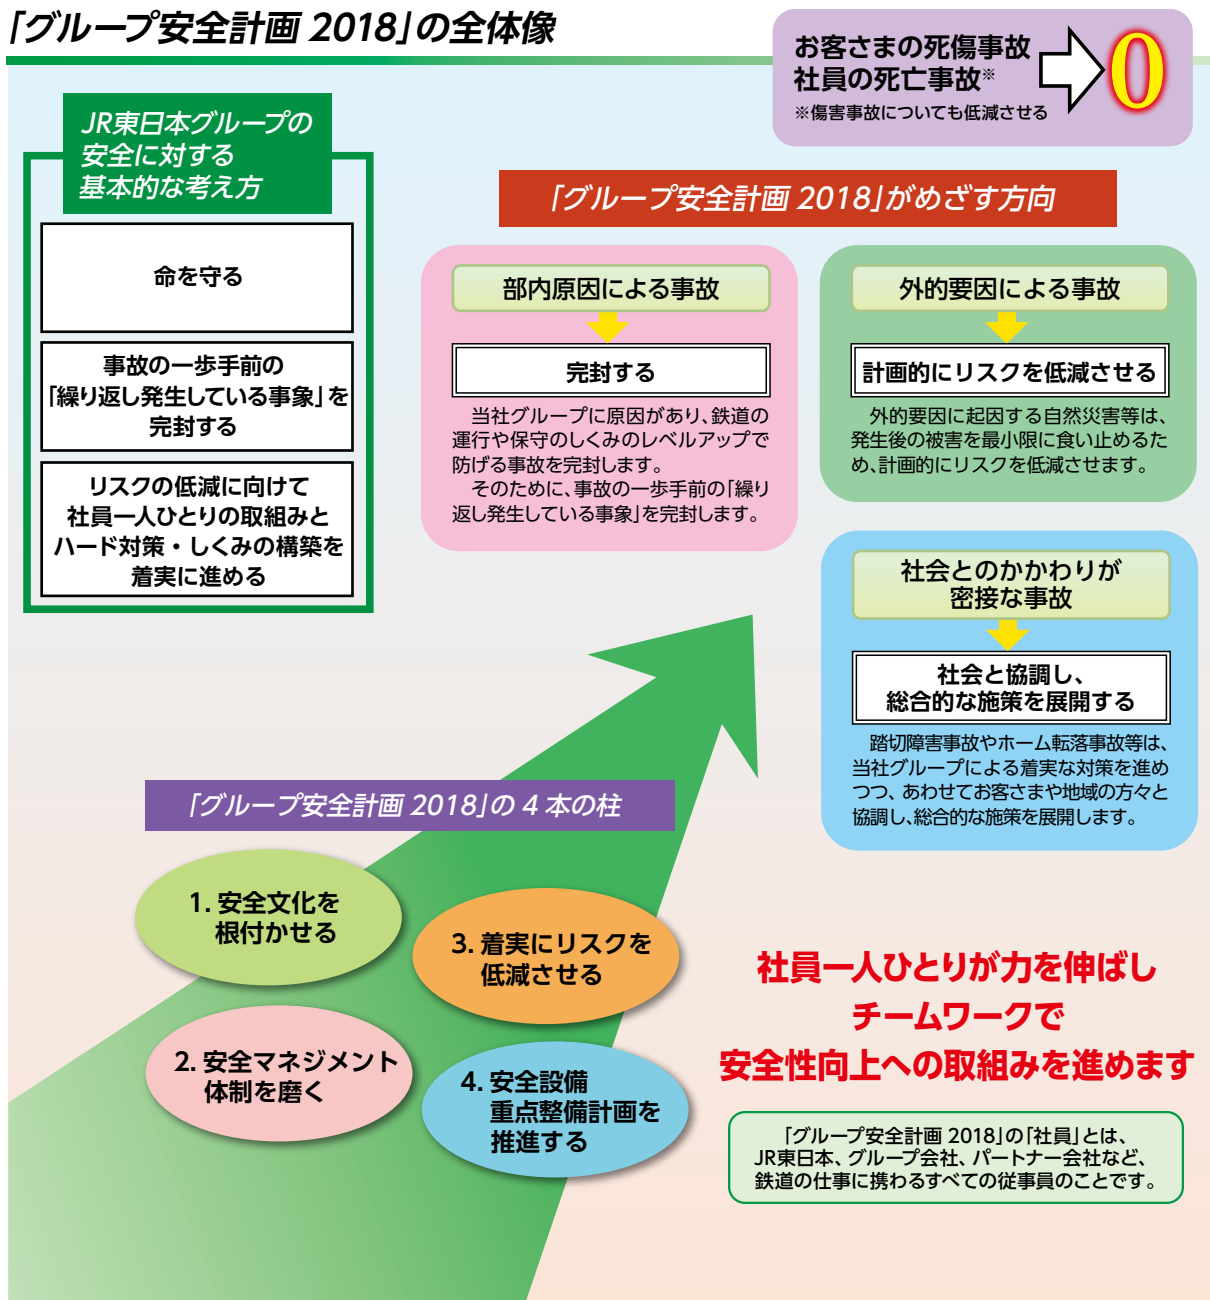 「グループ安全計画 2018」の全体像
お客さまの死傷事故
社員の死亡事故※
※傷害事故についても低減させる
0
JR東日本グループの
安全に対する
基本的な考え方
命を守る
事故の一歩手前の
「繰り返し発生している事象」を
完封する
リスクの低減に向けて
社員一人ひとりの取組みと
ハード対策・しくみの構築を
着実に進める
「グループ安全計画 2018」がめざす方向
部内原因による事故
完封する
当社グループに原因があり、鉄道の
運行や保守のしくみのレベルアップで
防げる事故を完封します。
そのために、事故の一歩手前の「繰り
返し発生している事象」を完封します。
外的要因による事故
計画的にリスクを低減させる
外的要因に起因する自然災害等は、
発生後の被害を最小限に食い止めるた
め、計画的にリスクを低減させます。
社会とのかかわりが
密接な事故
社会と協調し、
総合的な施策を展開する
踏切障害事故やホーム転落事故等は、
当社グループによる着実な対策を進め
つつ、あわせてお客さまや地域の方々と
協調し、総合的な施策を展開します。
「グループ安全計画 2018」の 4 本の柱
1. 安全文化を
根付かせる
2. 安全マネジメント
体制を磨く
3. 着実にリスクを
低減させる
4. 安全設備
重点整備計画を
推進する
社員一人ひとりが力を伸ばし
チームワークで
安全性向上への取組みを進めます
「グループ安全計画 2018」の「社員」とは、
JR東日本、グループ会社、パートナー会社など、
鉄道の仕事に携わるすべての従事員のことです。